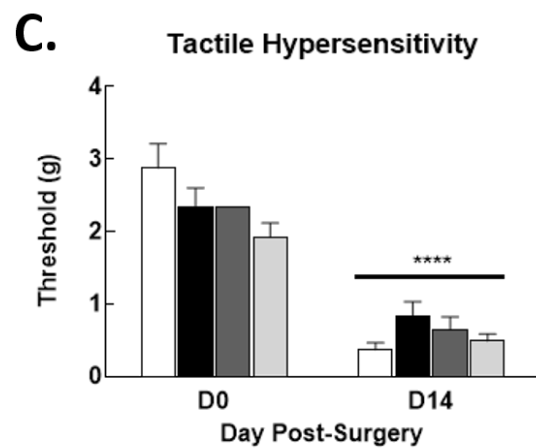 C.
Tactile Hypersensitivity
4
3
2
1
0
Threshold (g)
****
D0 D14
Day Post-Surgery